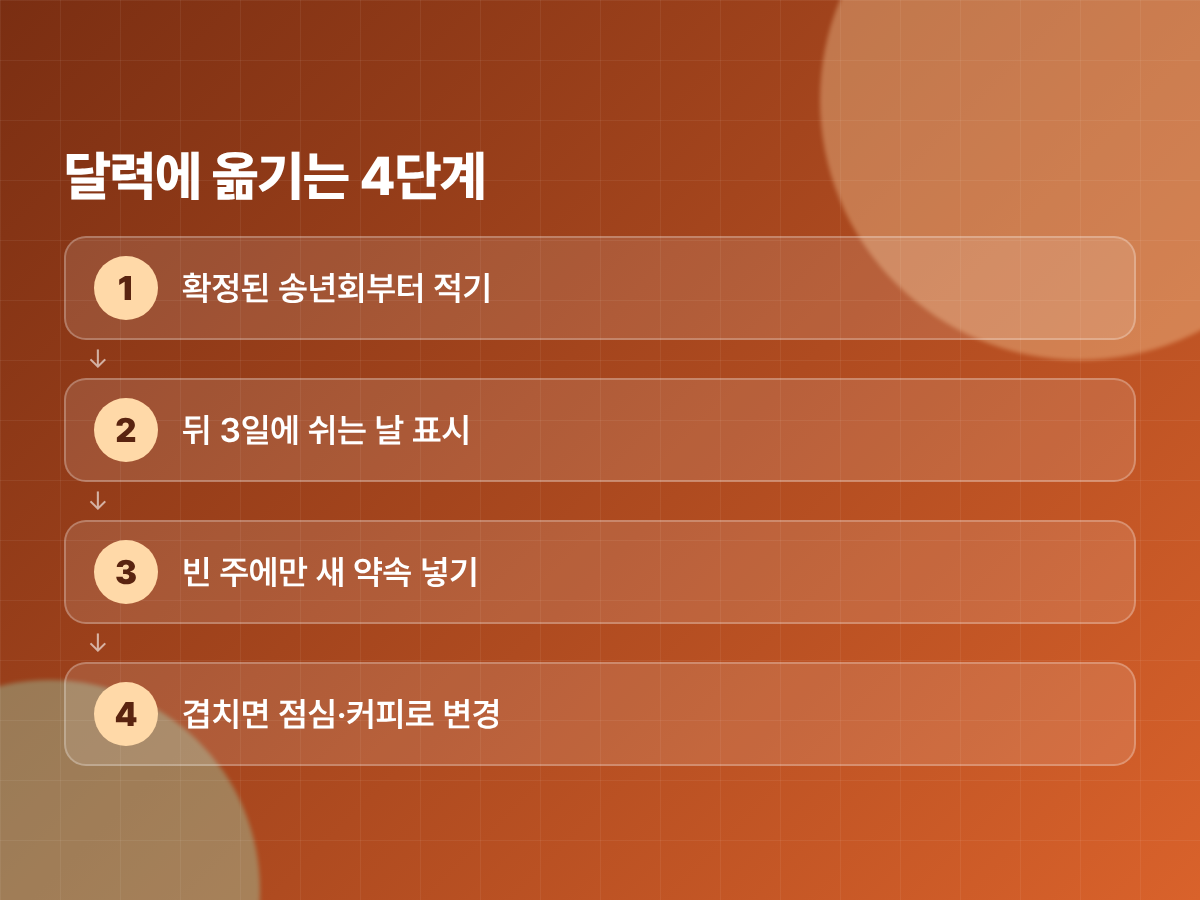 달력에 옮기는 4단계
1 확정된 송년회부터 적기
↓
2 뒤 3일에 쉬는 날 표시
↓
3 빈 주에만 새 약속 넣기
↓
4 겹치면 점심·커피로 변경